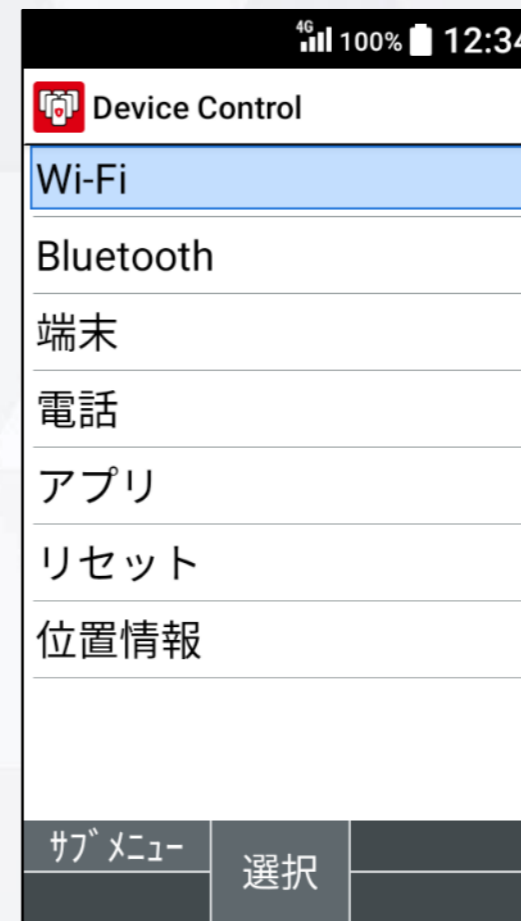 4G 100% 12:34
Device Control
Wi-Fi
Bluetooth
端末
電話
アプリ
リセット
位置情報
ｻﾌﾞﾒﾆｭｰ
選択